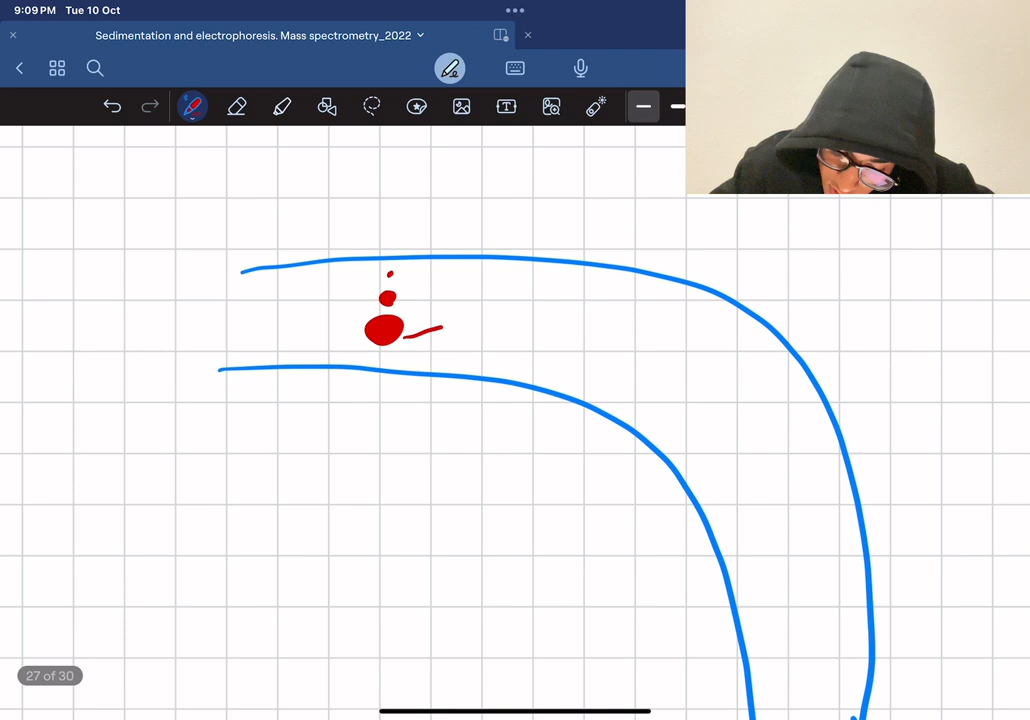 9:09 PM Tue 10 Oct
Sedimentation and electrophoresis. Mass spectrometry_2022
T
27 of 30